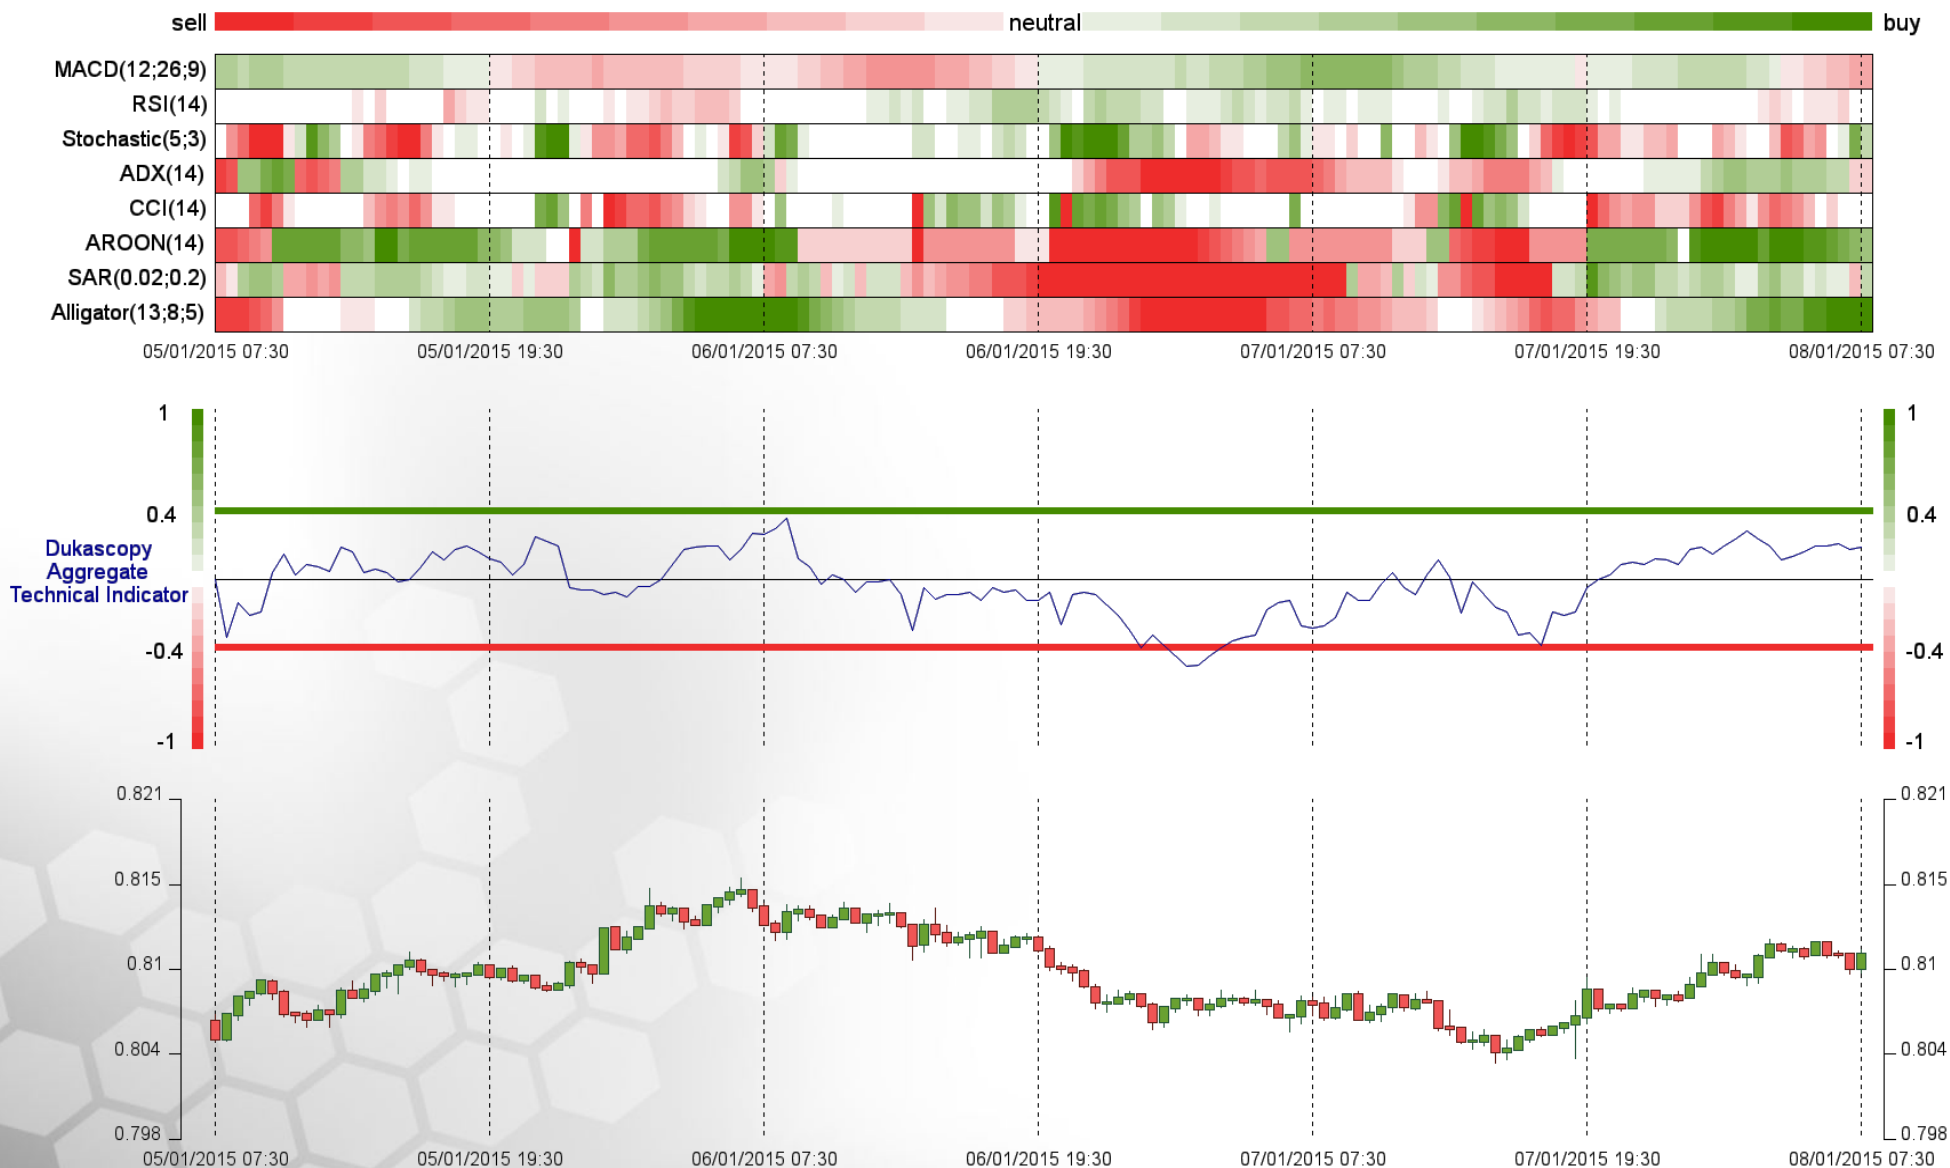 sell neutral buy
MACD(12;26;9)
RSI(14)
Stochastic(5;3)
ADX(14)
CCI(14)
AROON(14)
SAR(0.02;0.2)
Alligator(13;8;5)
05/01/2015 07:30 05/01/2015 19:30 06/01/2015 07:30 06/01/2015 19:30 07/01/2015 07:30 07/01/2015 19:30 08/01/2015 07:30
1 1
0.4 0.4
Dukascopy
Aggregate
Technical Indicator
-0.4 -0.4
-1 -1
0.821 0.821
0.815 0.815
0.81 0.81
0.804 0.804
0.798 0.798
05/01/2015 07:30 05/01/2015 19:30 06/01/2015 07:30 06/01/2015 19:30 07/01/2015 07:30 07/01/2015 19:30 08/01/2015 07:30